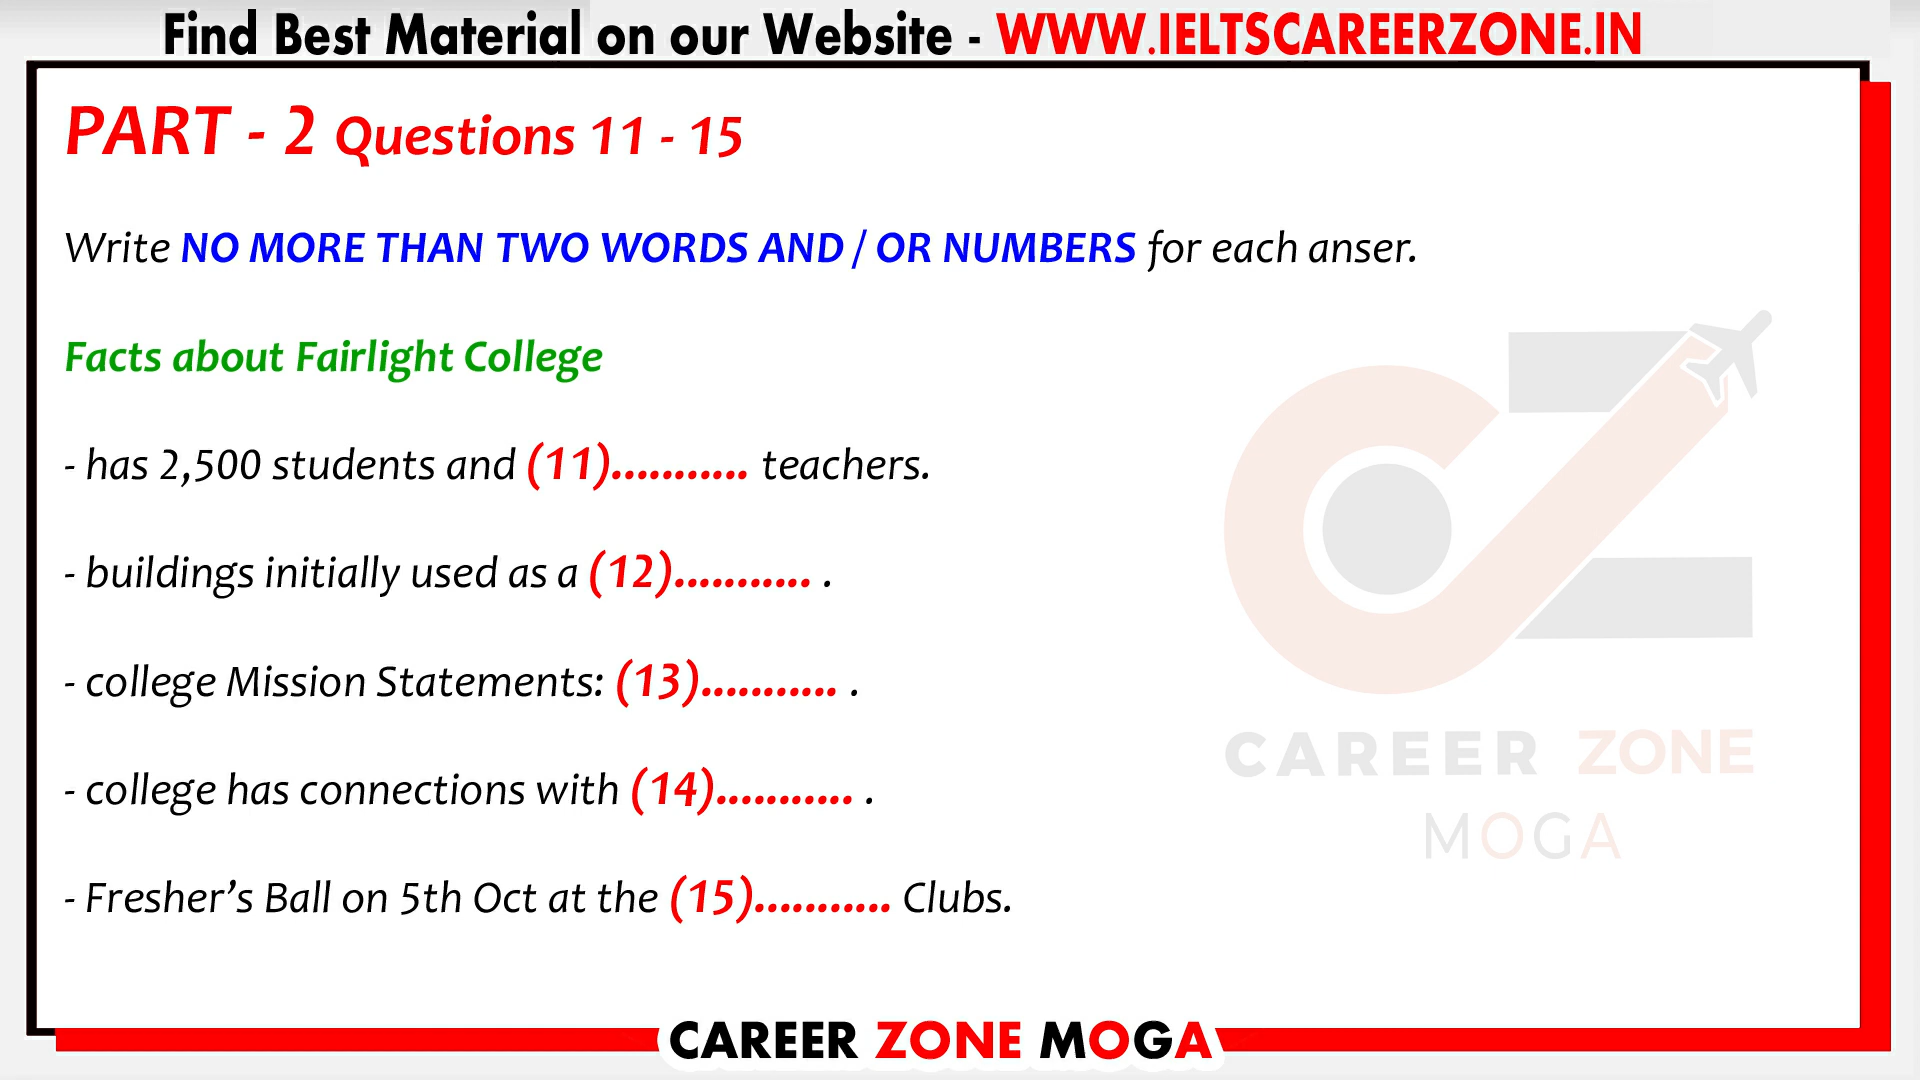 Find Best Material on our Website - WWW.IELTSCAREERZONE.IN
PART - 2 Questions 11 - 15
Write NO MORE THAN TWO WORDS AND / OR NUMBERS for each anser.
Facts about Fairlight College
- has 2,500 students and (11)........... teachers.
- buildings initially used as a (12)........... .
- college Mission Statements: (13)........... .
- college has connections with (14)........... .
- Fresher’s Ball on 5th Oct at the (15)........... Clubs.
CAREER ZONE
MOGA
CAREER ZONE MOGA